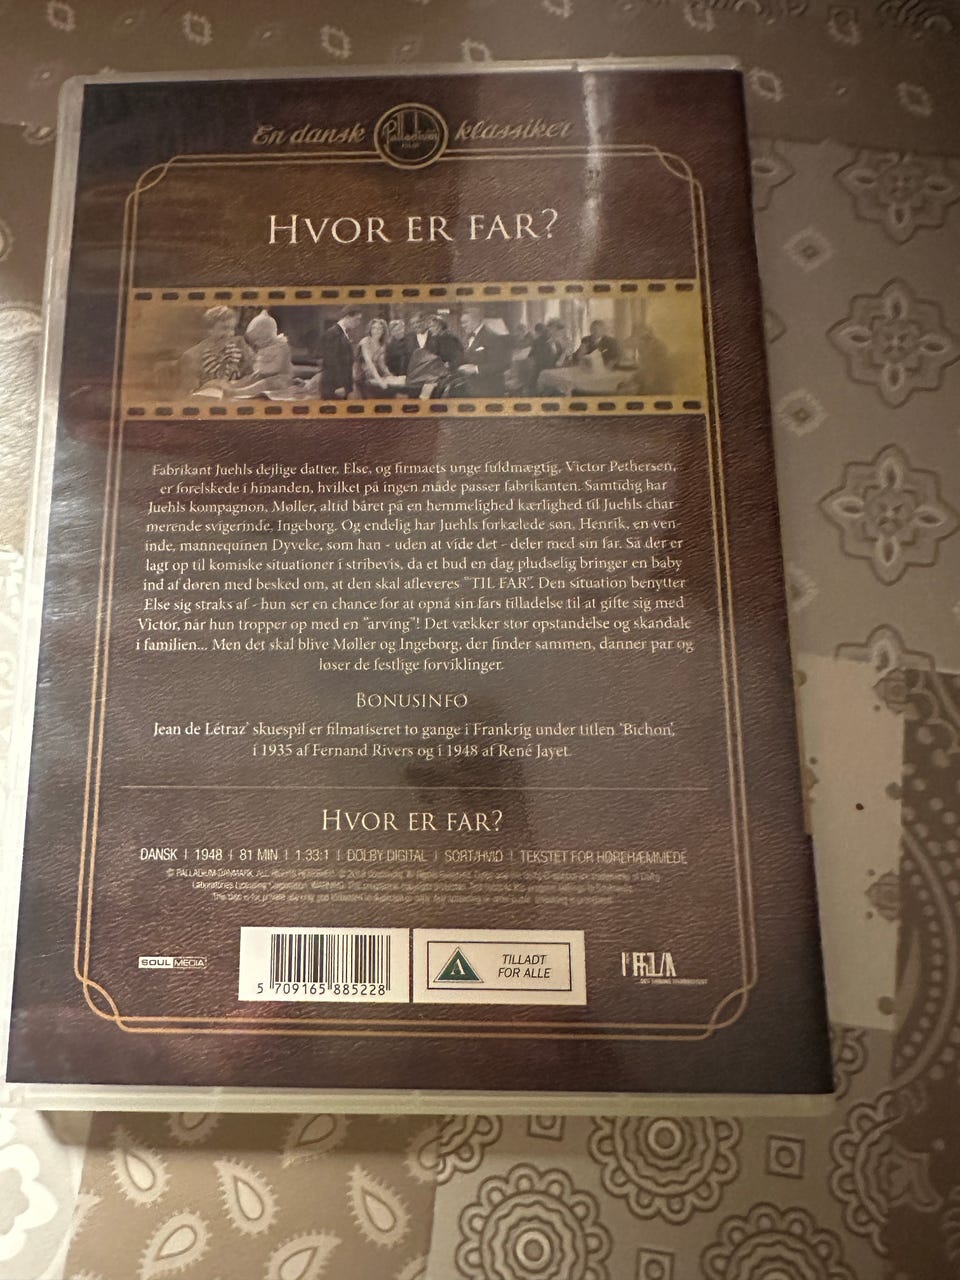 En dansk Palladium FILM klassiker
HVOR ER FAR?
Fabrikant Juehls dejlige datter, Else, og firmaets unge fuldmægtig, Victor Pethersen,
er forelskede i hinanden, hvilket på ingen måde passer fabrikanten. Samtidig har
Juehls kompagnon, Møller, altid båret på en hemmelighed kærlighed til Juehls char-
merende svigerinde, Ingeborg. Og endelig har Juehls forkælede søn, Henrik, en ven-
inde, mannequinen Dyveke, som han - uden at vide det - deler med sin far. Så der er
lagt op til komiske situationer i stribevis, da et bud en dag pludselig bringer en baby
ind af døren med besked om, at den skal afleveres "TIL FAR". Den situation benytter
Else sig straks af - hun ser en chance for at opnå sin fars tilladelse til at gifte sig med
Victor, når hun tropper op med en "arving"! Det vækker stor opstandelse og skandale
i familien... Men det skal blive Møller og Ingeborg, der finder sammen, danner par og
løser de festlige forviklinger.
BONUSINFO
Jean de Létraz' skuespil er filmatiseret to gange i Frankrig under titlen 'Bichon',
i 1935 af Fernand Rivers og i 1948 af René Jayet.
HVOR ER FAR?
DANSK | 1948 | 81 MIN | 1.33:1 | DOLBY DIGITAL | SORT/HVID | TEKSTET FOR HØREHÆMMEDE
© PALLADIUM DANMARK. ALL RIGHTS RESERVED.
SOUL MEDIA
5 709165 885228
A TILLADT
FOR ALLE